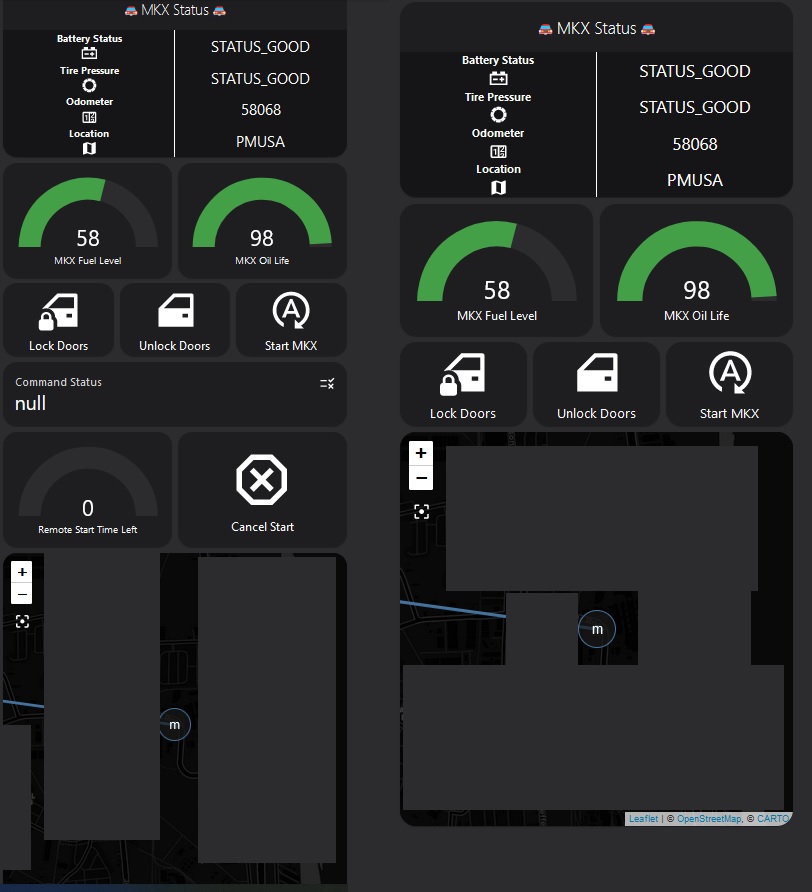 MKX Status
Battery Status
STATUS_GOOD
Tire Pressure
STATUS_GOOD
Odometer
58068
Location
PMUSA
58
MKX Fuel Level
98
MKX Oil Life
Lock Doors
Unlock Doors
A
Start MKX
Command Status
null
0
Remote Start Time Left
Cancel Start
+
−
m
MKX Status
Battery Status
STATUS_GOOD
Tire Pressure
STATUS_GOOD
Odometer
58068
Location
PMUSA
58
MKX Fuel Level
98
MKX Oil Life
Lock Doors
Unlock Doors
A
Start MKX
+
−
m
Leaflet | © OpenStreetMap, © CARTO